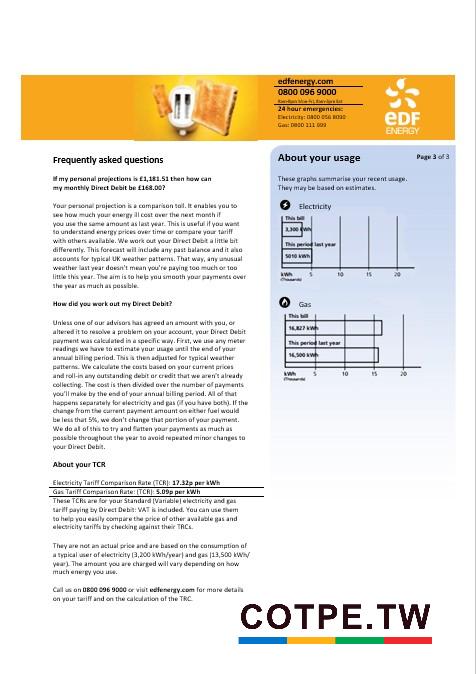 edfenergy.com
0800 096 9000
8am-8pm Mon-Fri, 8am-3pm Sat
24 hour emergencies:
Electricity: 0800 056 8090
Gas: 0800 111 999
eDF
ENERGY
Frequently asked questions
If my personal projections is £1,181.51 then how can
my monthly Direct Debit be £168.00?
Your personal projection is a comparison toll. It enables you to
see how much your energy ill cost over the next month if
you use the same amount as last year. This is useful if you want
to understand energy prices over time or compare your tariff
with others available. We work out your Direct Debit a little bit
differently. This forecast will include any past balance and it also
accounts for typical UK weather patterns. That way, any unusual
weather last year doesn't mean you're paying too much or too
little this year. The aim is to help you smooth your payments over
the year as much as possible.
How did you work out my Direct Debit?
Unless one of our advisors has agreed an amount with you, or
altered it to resolve a problem on your account, your Direct Debit
payment was calculated in a specific way. First, we use any meter
readings we have to estimate your usage until the end of your
annual billing period. This is then adjusted for typical weather
patterns. We calculate the costs based on your current prices
and roll-in any outstanding debit or credit that we aren't already
collecting. The cost is then divided over the number of payments
you'll make by the end of your annual billing period. All of that
happens separately for electricity and gas (if you have both). If the
change from the current payment amount on either fuel would
be less that 5%, we don't change that portion of your payment.
We do all of this to try and flatten your payments as much as
possible throughout the year to avoid repeated minor changes to
your Direct Debit.
About your TCR
Electricity Tariff Comparison Rate (TCR): 17.32p per kWh
Gas Tariff Comparison Rate: (TCR): 5.09p per kWh
These TCRs are for your Standard (Variable) electricity and gas
tariff paying by Direct Debit: VAT is included. You can use them
to help you easily compare the price of other available gas and
electricity tariffs by checking against their TRCs.
They are not an actual price and are based on the consumption of
a typical user of electricity (3,200 kWh/year) and gas (13,500 kWh/
year). The amount you are charged will vary depending on how
much energy you use.
Call us on 0800 096 9000 or visit edfenergy.com for more details
on your tariff and on the calculation of the TRC.
About your usage
Page 3 of 3
These graphs summarise your recent usage.
They may be based on estimates.
Electricity
This bill
3,300 kWh
This period last year
5010 kWh
kWh 5 10 15 20
(Thousands)
Gas
This bill
16,827 kWh
This period last year
16,500 kWh
kWh 5 10 15 20
(Thousands)
COTPE.TW